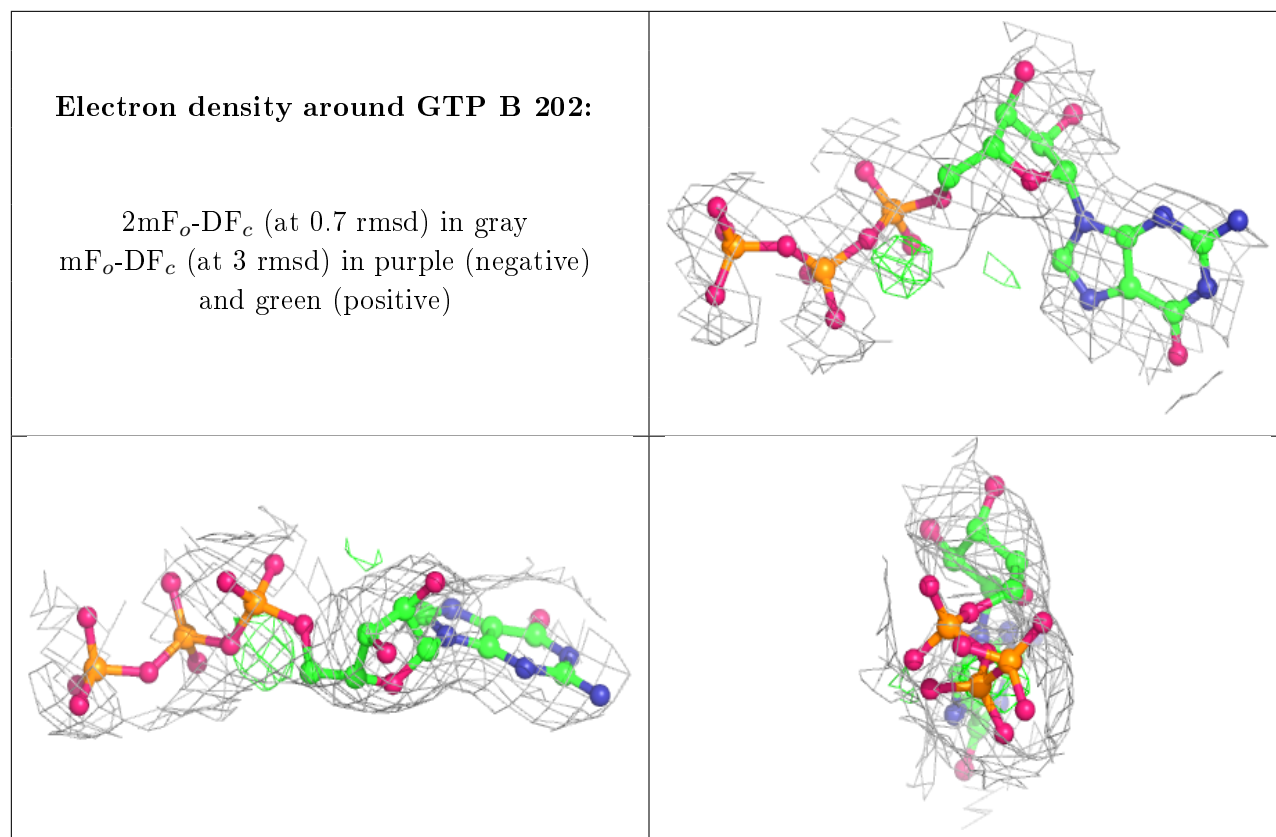 Electron density around GTP B 202:
2mFₒ-DF𝒸 (at 0.7 rmsd) in gray
mFₒ-DF𝒸 (at 3 rmsd) in purple (negative)
and green (positive)